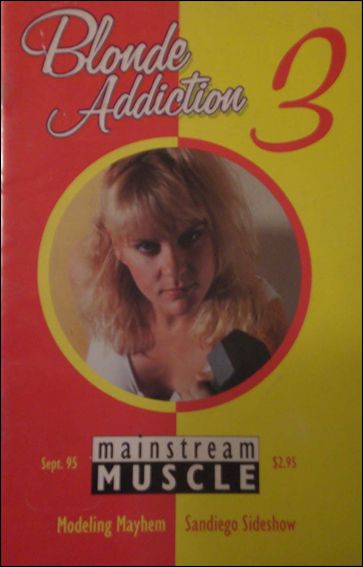 Blonde
Addiction
3
Sept. 95
mainstream
MUSCLE
$2.95
Modeling Mayhem
Sandiego Sideshow